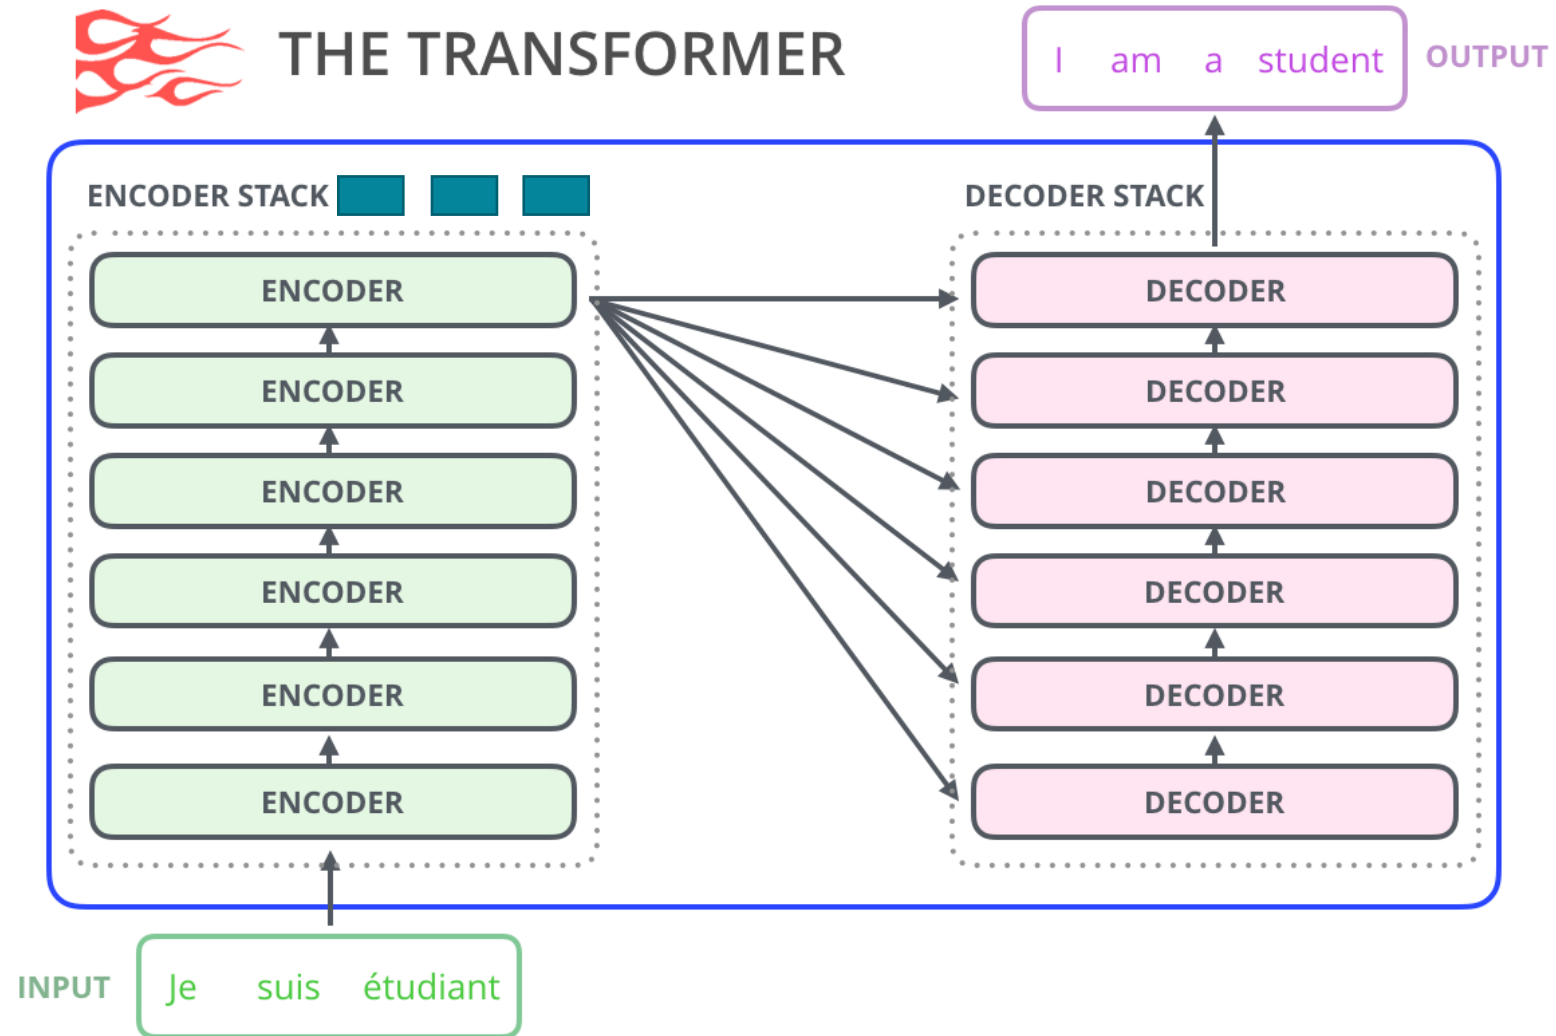 THE TRANSFORMER
I am a student
OUTPUT
ENCODER STACK
DECODER STACK
ENCODER
DECODER
ENCODER
DECODER
ENCODER
DECODER
ENCODER
DECODER
ENCODER
DECODER
ENCODER
DECODER
INPUT
Je suis étudiant